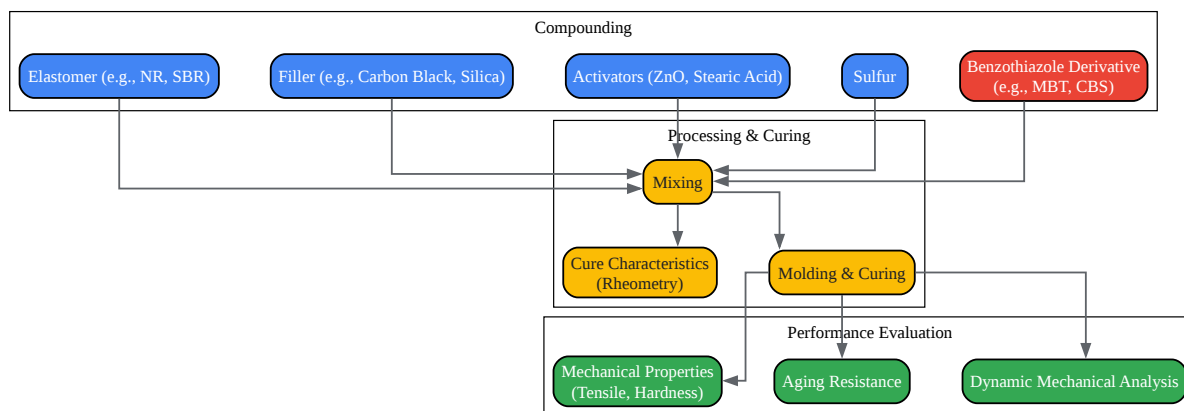 Compounding
Elastomer (e.g., NR, SBR)
Filler (e.g., Carbon Black, Silica)
Activators (ZnO, Stearic Acid)
Sulfur
Benzothiazole Derivative
(e.g., MBT, CBS)
Processing & Curing
Mixing
Cure Characteristics
(Rheometry)
Molding & Curing
Performance Evaluation
Mechanical Properties
(Tensile, Hardness)
Aging Resistance
Dynamic Mechanical Analysis